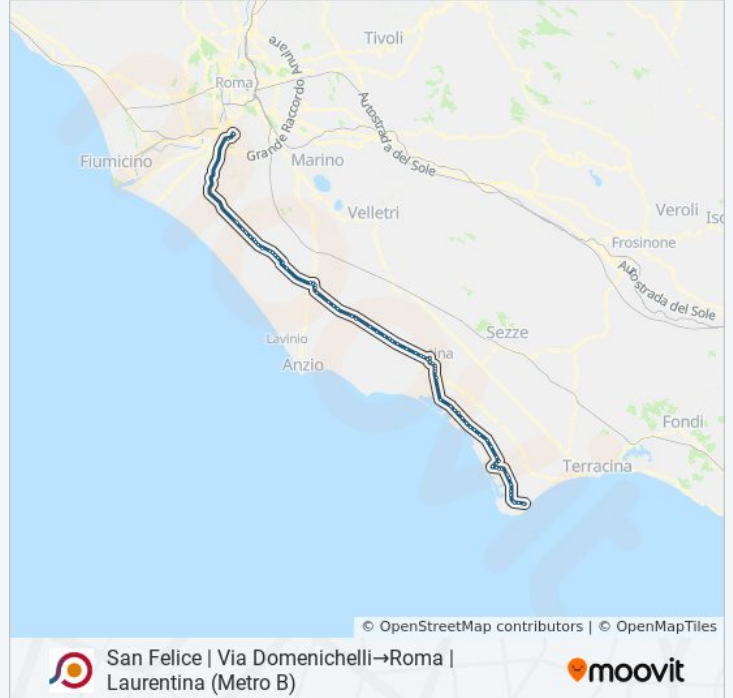 Tivoli
Roma
Grande Raccordo Anulare
Autostrada del Sole
Fiumicino
Marino
Velletri
Veroli
Frosinone
Autostrada del Sole
Sezze
Lavinio
Anzio
Fondi
Terracina
© OpenStreetMap contributors | © OpenMapTiles
San Felice | Via Domenichelli→Roma |
Laurentina (Metro B)
moovit